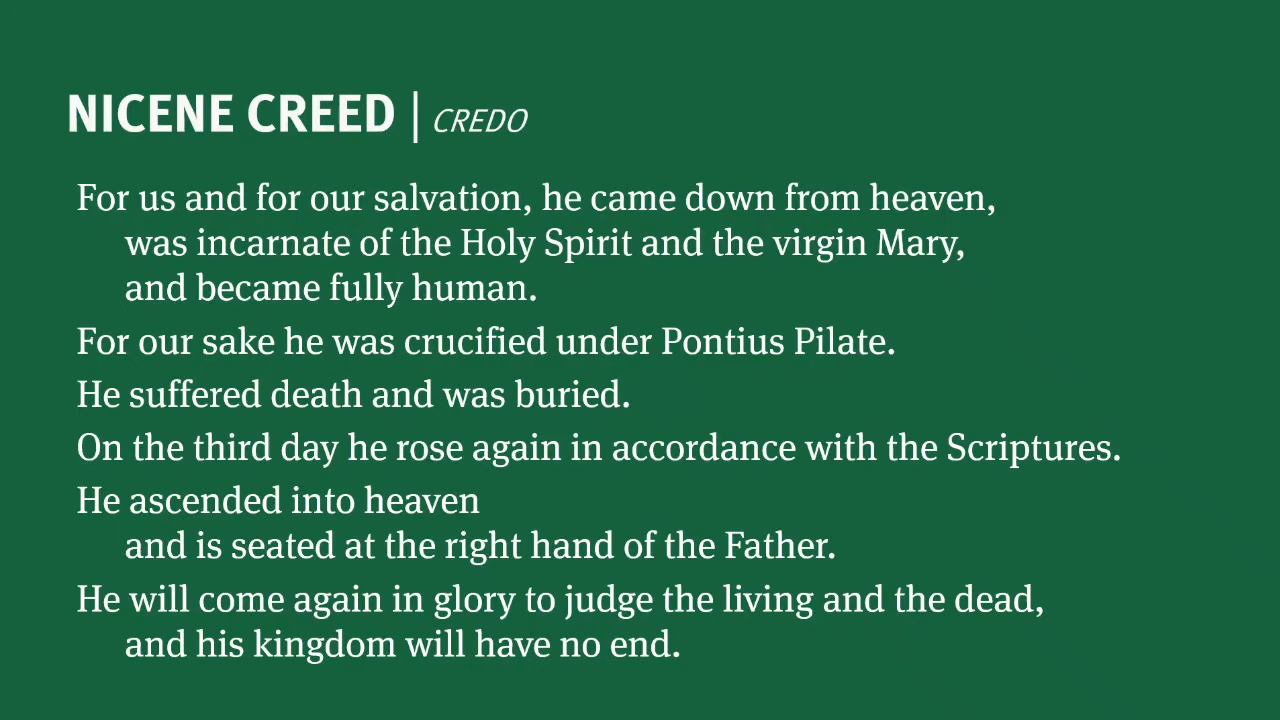 NICENE CREED | CREDO
For us and for our salvation, he came down from heaven,
was incarnate of the Holy Spirit and the virgin Mary,
and became fully human.
For our sake he was crucified under Pontius Pilate.
He suffered death and was buried.
On the third day he rose again in accordance with the Scriptures.
He ascended into heaven
and is seated at the right hand of the Father.
He will come again in glory to judge the living and the dead,
and his kingdom will have no end.